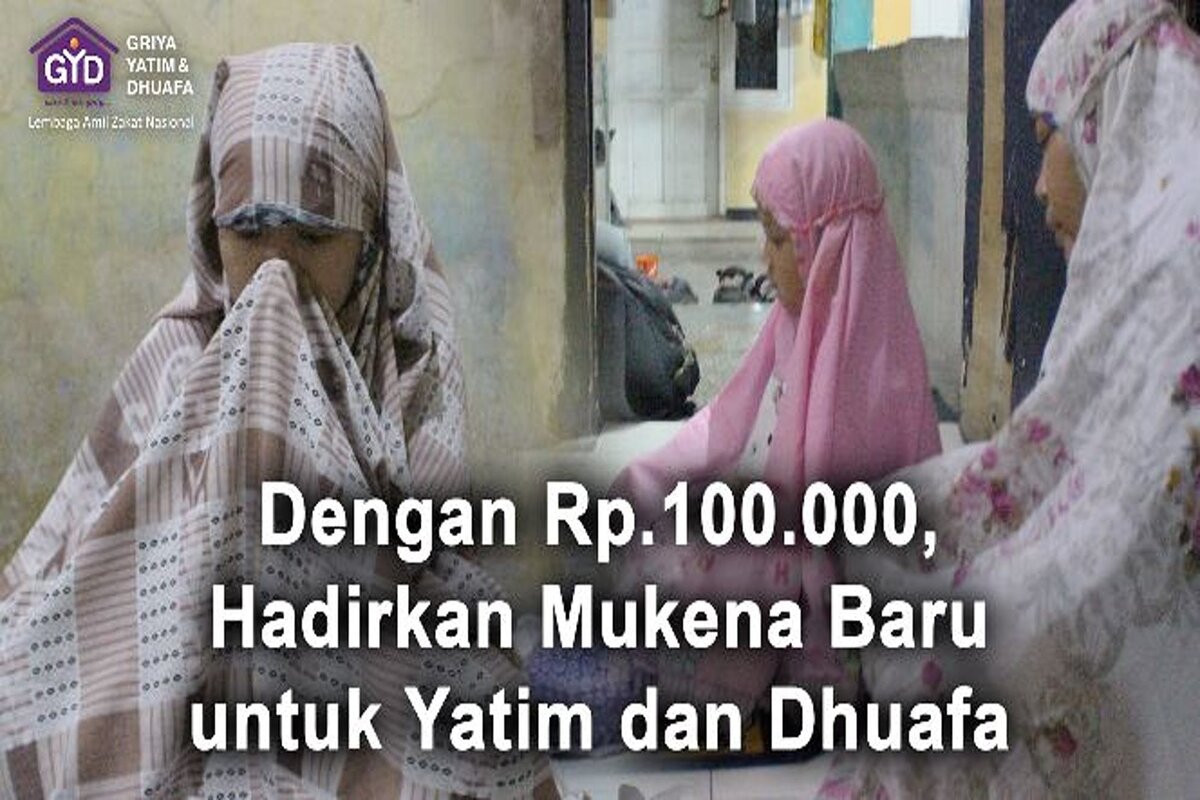 GYD
GRIYA
YATIM &
DHUAFA
Lembaga Amil Zakat Nasional
Dengan Rp.100.000,
Hadirkan Mukena Baru
untuk Yatim dan Dhuafa